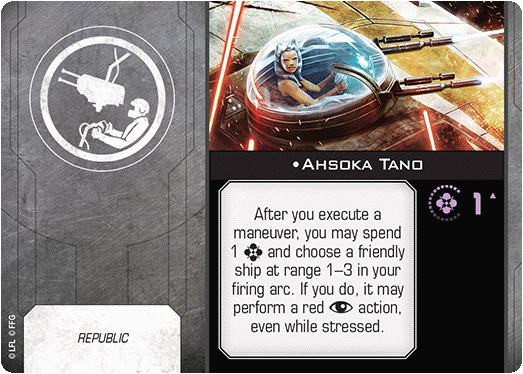 •Ahsoka Tano
After you execute a
maneuver, you may spend
1 and choose a friendly
ship at range 1–3 in your
firing arc. If you do, it may
perform a red action,
even while stressed.
1
REPUBLIC
© LFL © FFG